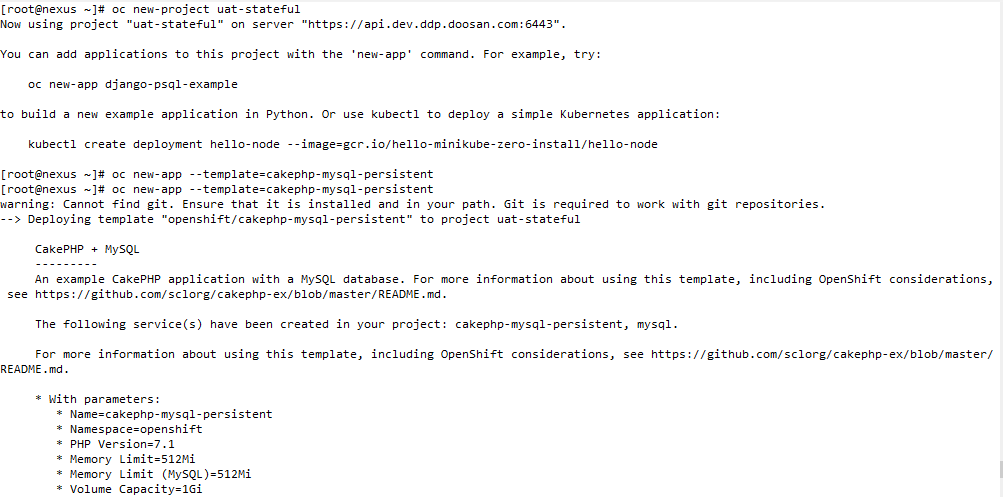 [root@nexus ~]# oc new-project uat-stateful
Now using project "uat-stateful" on server "https://api.dev.ddp.doosan.com:6443".
You can add applications to this project with the 'new-app' command. For example, try:
oc new-app django-psql-example
to build a new example application in Python. Or use kubectl to deploy a simple Kubernetes application:
kubectl create deployment hello-node --image=gcr.io/hello-minikube-zero-install/hello-node
[root@nexus ~]# oc new-app --template=cakephp-mysql-persistent
[root@nexus ~]# oc new-app --template=cakephp-mysql-persistent
warning: Cannot find git. Ensure that it is installed and in your path. Git is required to work with git repositories.
--> Deploying template "openshift/cakephp-mysql-persistent" to project uat-stateful
CakePHP + MySQL
---------
An example CakePHP application with a MySQL database. For more information about using this template, including OpenShift considerations,
see https://github.com/sclorg/cakephp-ex/blob/master/README.md.
The following service(s) have been created in your project: cakephp-mysql-persistent, mysql.
For more information about using this template, including OpenShift considerations, see https://github.com/sclorg/cakephp-ex/blob/master/
README.md.
* With parameters:
* Name=cakephp-mysql-persistent
* Namespace=openshift
* PHP Version=7.1
* Memory Limit=512Mi
* Memory Limit (MySQL)=512Mi
* Volume Capacity=1Gi